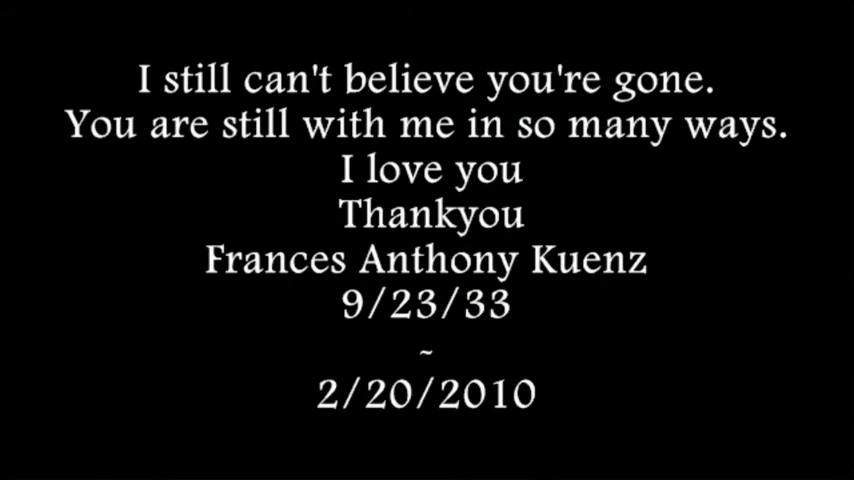 I still can't believe you're gone.
You are still with me in so many ways.
I love you
Thankyou
Frances Anthony Kuenz
9/23/33
~
2/20/2010